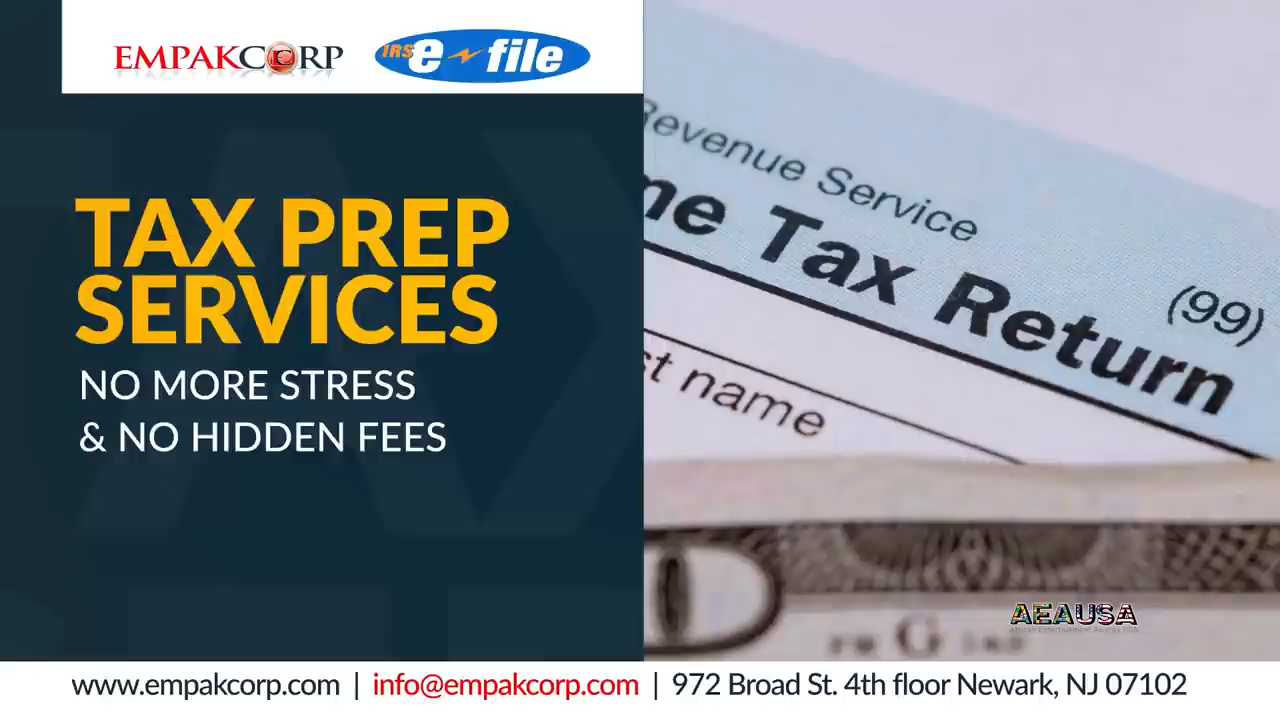 EMPAKCORP
IRS e file
TAX PREP
SERVICES
NO MORE STRESS
& NO HIDDEN FEES
Revenue Service
me Tax Return
(99)
st name
AEAUSA
www.empakcorp.com | info@empakcorp.com | 972 Broad St. 4th floor Newark, NJ 07102